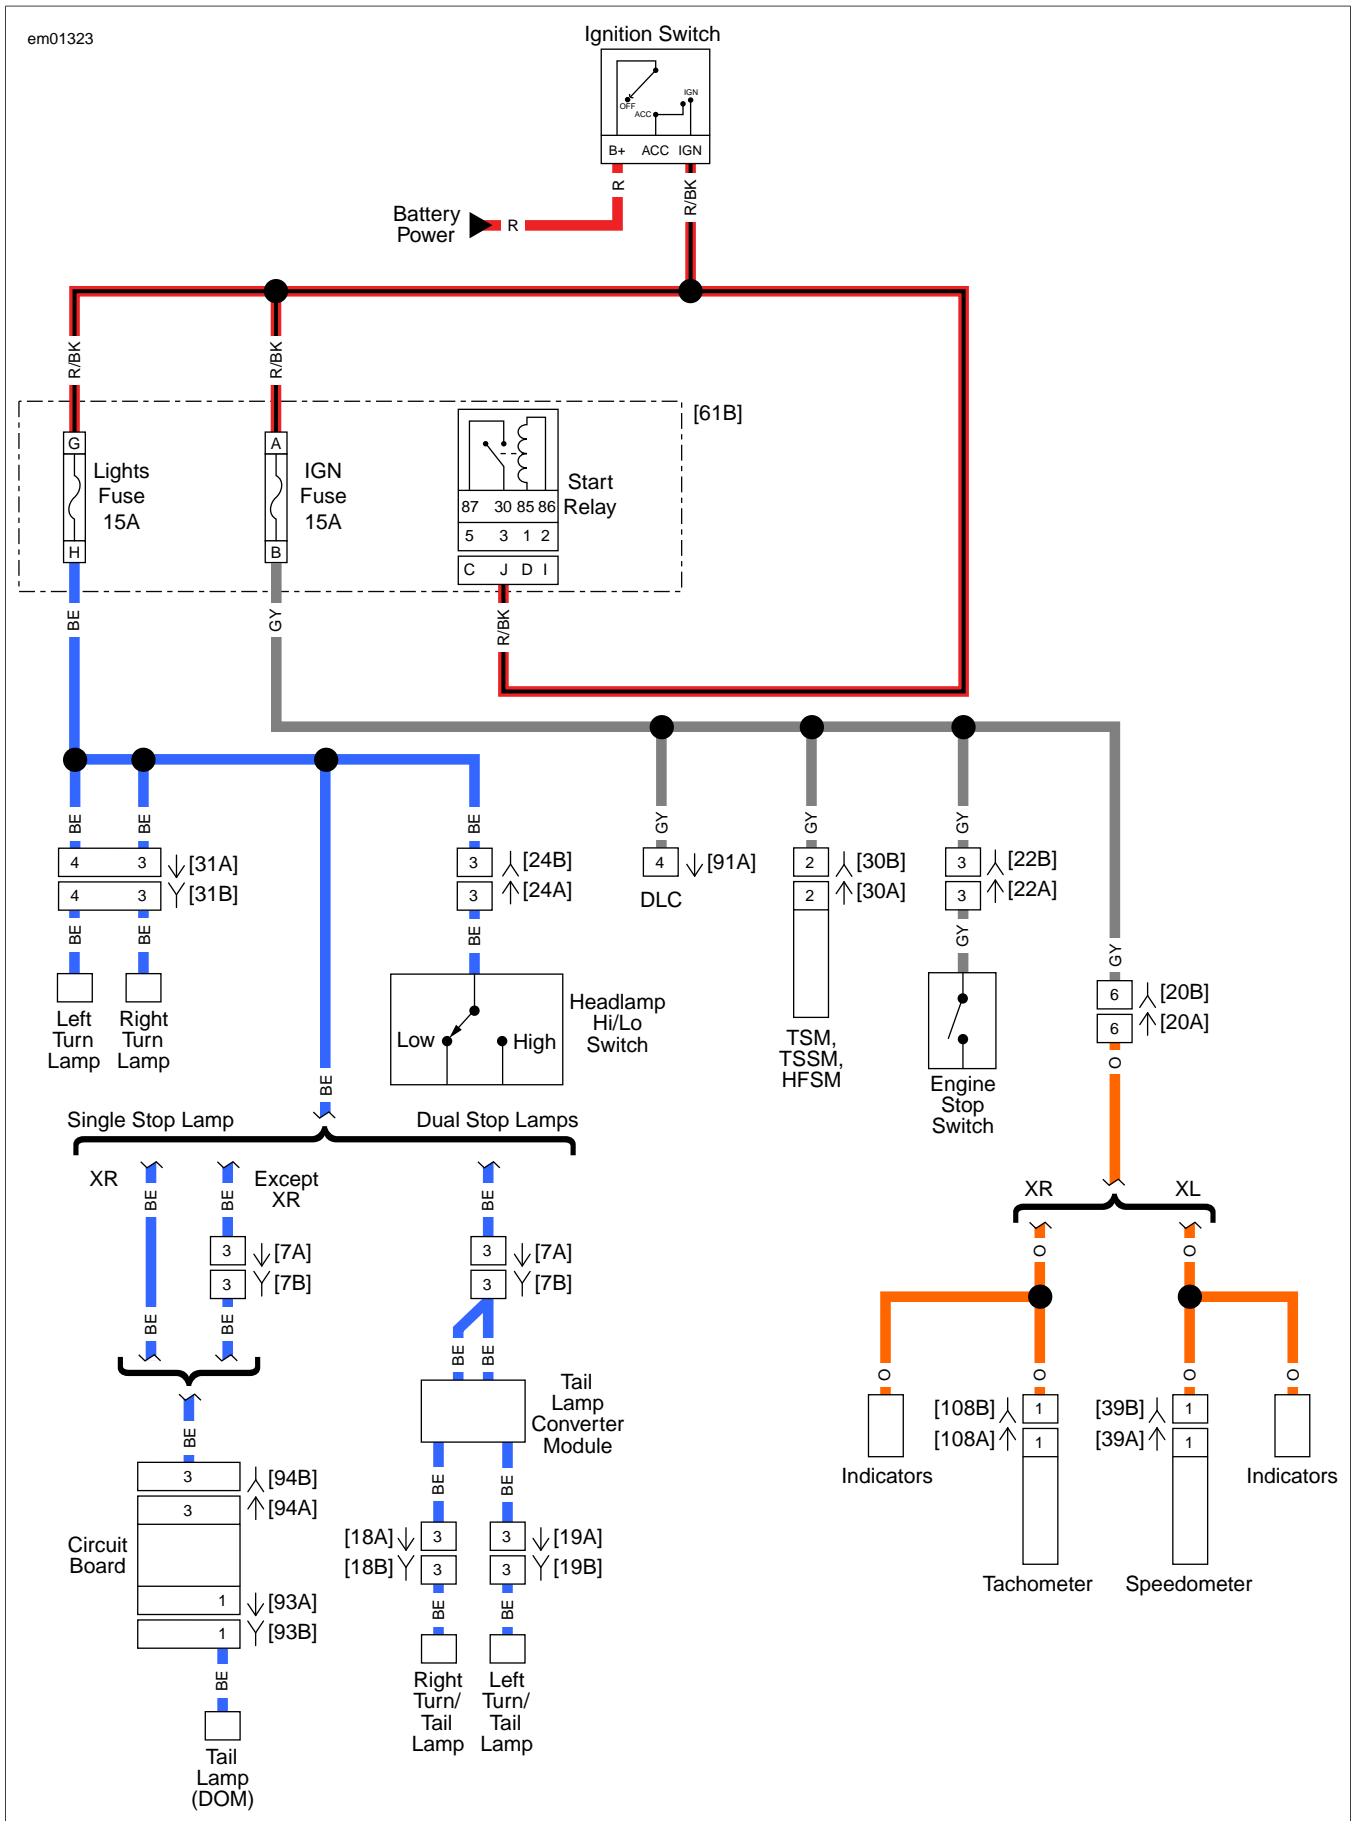 em01323
Ignition Switch
OFF
ACC
IGN
B+ ACC IGN
R
R/BK
Battery
Power
R
R/BK
R/BK
[61B]
G
A
Lights
Fuse
15A
IGN
Fuse
15A
Start
Relay
87 30 85 86
5 3 1 2
H
B
C J D I
BE
GY
R/BK
BE
BE
BE
GY
GY
GY
4 3 [31A]
4 3 [31B]
3 [24B]
3 [24A]
4 [91A]
DLC
2 [30B]
2 [30A]
3 [22B]
3 [22A]
BE
BE
BE
GY
GY
6 [20B]
6 [20A]
Left
Turn
Lamp
Right
Turn
Lamp
Low
High
Headlamp
Hi/Lo
Switch
TSM,
TSSM,
HFSM
Engine
Stop
Switch
O
BE
Single Stop Lamp
Dual Stop Lamps
XR
Except
XR
XR
XL
BE
BE
BE
O
O
3 [7A]
3 [7B]
3 [7A]
3 [7B]
BE
BE
BE
BE
O
O
O
O
Tail
Lamp
Converter
Module
[108B] 1
[108A] 1
[39B] 1
[39A] 1
BE
3 [94B]
3 [94A]
BE
BE
Indicators
Indicators
Circuit
Board
[18A] 3
[18B] 3
3 [19A]
3 [19B]
Tachometer
Speedometer
1 [93A]
1 [93B]
BE
BE
BE
Right
Turn/
Tail
Lamp
Left
Turn/
Tail
Lamp
Tail
Lamp
(DOM)